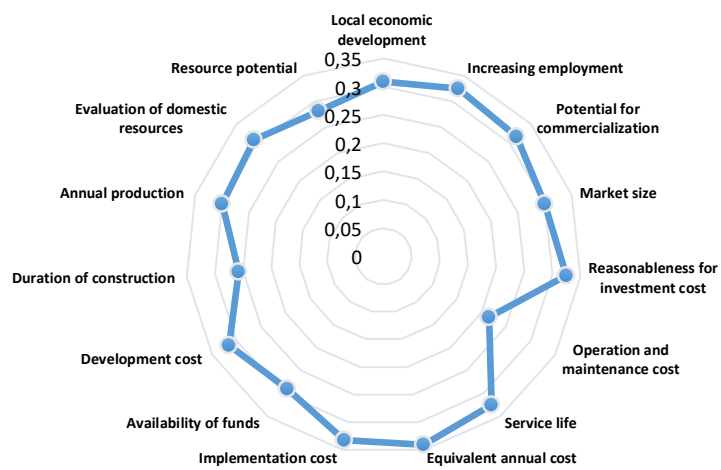 Local economic
development
Increasing employment
Potential for
commercialization
Market size
Reasonableness for
investment cost
Operation and
maintenance cost
Service life
Equivalent annual cost
Implementation cost
Availability of funds
Development cost
Duration of construction
Annual production
Evaluation of domestic
resources
Resource potential
0,35
0,3
0,25
0,2
0,15
0,1
0,05
0